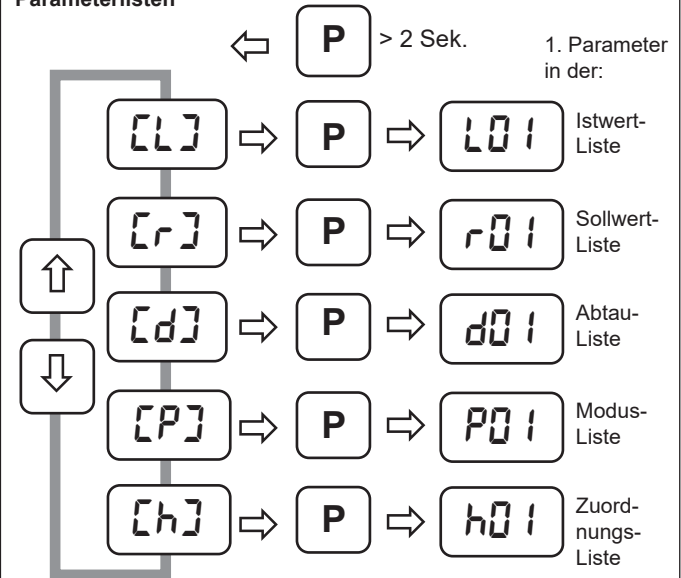 Parameterlisten
P > 2 Sek.
1. Parameter
in der:
[L] P L01 Istwert-
Liste
[r] P r01 Sollwert-
Liste
[d] P d01 Abtau-
Liste
[P] P P01 Modus-
Liste
[h] P h01 Zuord-
nungs-
Liste